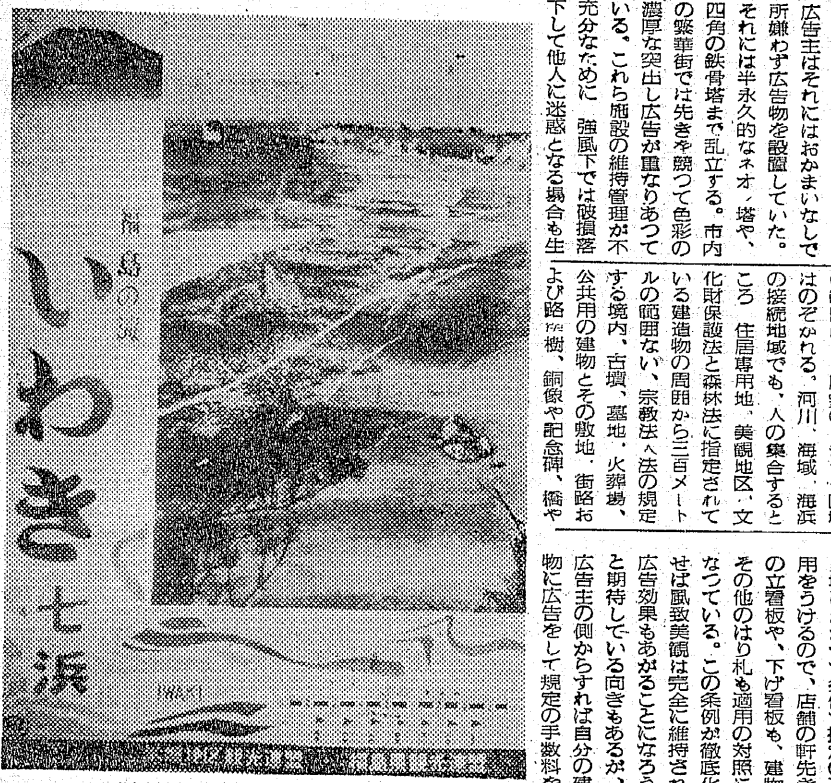 広告主はそれにはおかまいなしで
所嫌わず広告物を設置していた。
それには半永久的なネオン塔や、
四角の鉄骨塔まで乱立する。市内
の繁華街では先きを競つて色彩の
濃厚な突出し広告が重なりあつて
いる。これら施設の維持管理が不
充分なために 強風下では破損落
下して他人に迷惑となる場合も生
はのぞかれる。河川、海域、海浜
の接続地域でも、人の集合すると
ころ 住居専用地、美観地区、文
化財保護法と森林法に指定されて
いる建造物の周囲から三百メート
ルの範囲ない、宗教法人法の規定
する境内、古墳、墓地、火葬場、
公共用の建物とその敷地、街路お
よび路 樹、銅像や記念碑、橋や
用をうけるので、店舗の軒先
の立看板や、下げ看板も、建物
その他のはり札も適用の対照に
なつている。この条例が徹底化
せば風致美観は完全に維持され
広告効果もあがることになろう
と期待している向きもあるが、
広告主の側からすれば自分の建
物に広告をして規定の手数料を
いわき七浜
IWAKI